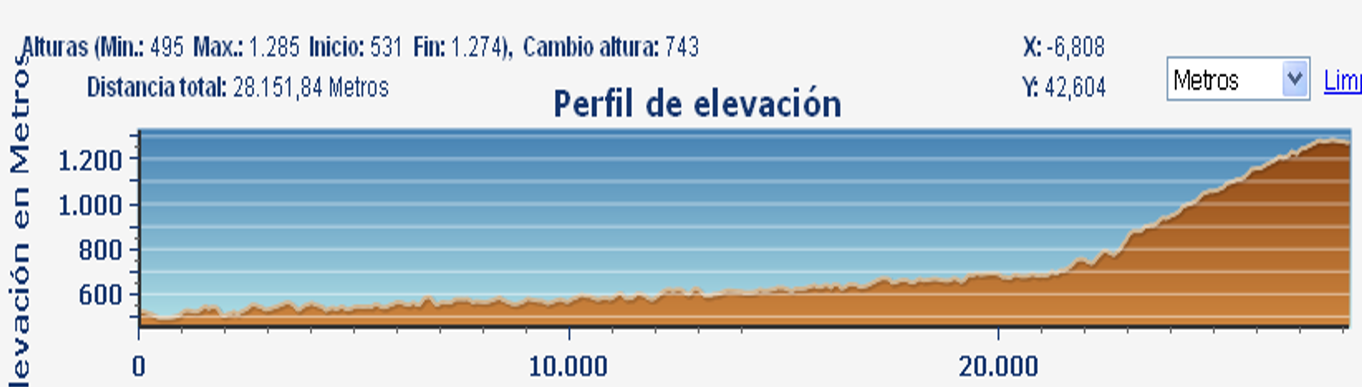 Alturas (Min.: 495 Max.: 1.285 Inicio: 531 Fin: 1.274), Cambio altura: 743
X: -6,808
Distancia total: 28.151,84 Metros
Y: 42,604
Metros
Perfil de elevación
levación en Metros
1.200
1.000
800
600
0
10.000
20.000